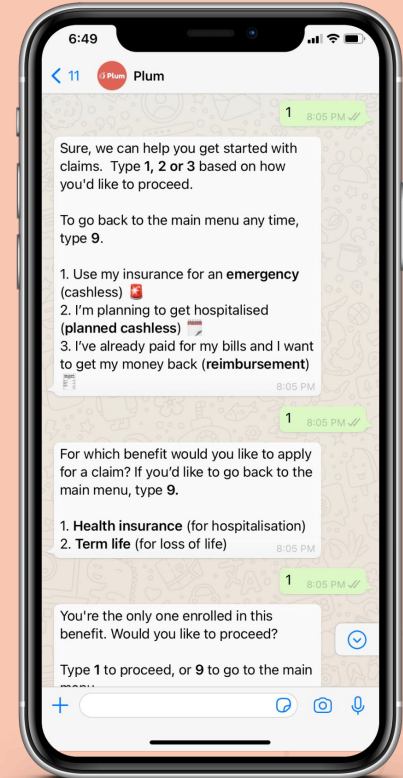 6:49
11
Plum
Plum
1
8:05 PM
Sure, we can help you get started with
claims. Type 1, 2 or 3 based on how
you'd like to proceed.
To go back to the main menu any time,
type 9.
1. Use my insurance for an emergency
(cashless)
2. I'm planning to get hospitalised
(planned cashless)
3. I've already paid for my bills and I want
to get my money back (reimbursement)
8:05 PM
1
8:05 PM
For which benefit would you like to apply
for a claim? If you'd like to go back to the
main menu, type 9.
1. Health insurance (for hospitalisation)
2. Term life (for loss of life)
8:05 PM
1
8:05 PM
You're the only one enrolled in this
benefit. Would you like to proceed?
Type 1 to proceed, or 9 to go to the main
menu